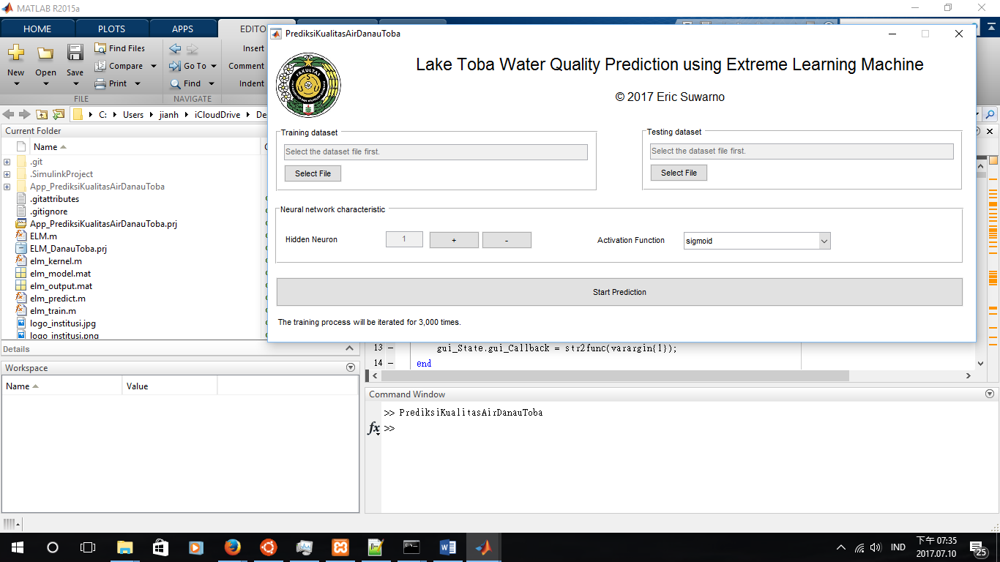 MATLAB R2015a
HOME PLOTS APPS
New
Open
Save
Find Files
Compare
Print
FILE
Go To
Find
NAVIGATE
Insert
Comment
Indent
C: Users jianh iCloudDrive
Current Folder
Name
.git
.SimulinkProject
App_PrediksiKualitasAirDanauToba
.gitattributes
.gitignore
App_PrediksiKualitasAirDanauToba.prj
ELM.m
ELM_DanauToba.prj
elm_kernel.m
elm_model.mat
elm_output.mat
elm_predict.m
elm_train.m
logo_institusi.jpg
logo_institusi.png
Details
Workspace
Name Value
PrediksiKualitasAirDanauToba
FAKULTAS
Lake Toba Water Quality Prediction using Extreme Learning Machine
© 2017 Eric Suwarno
Training dataset
Select the dataset file first.
Select File
Testing dataset
Select the dataset file first.
Select File
Neural network characteristic
Hidden Neuron 1 + - Activation Function sigmoid
Start Prediction
The training process will be iterated for 3,000 times.
13 – gui_State.gui_Callback = str2func(varargin{1});
14 – end
Command Window
>> PrediksiKualitasAirDanauToba
fx >>
IND
下午 07:35
2017.07.10
25